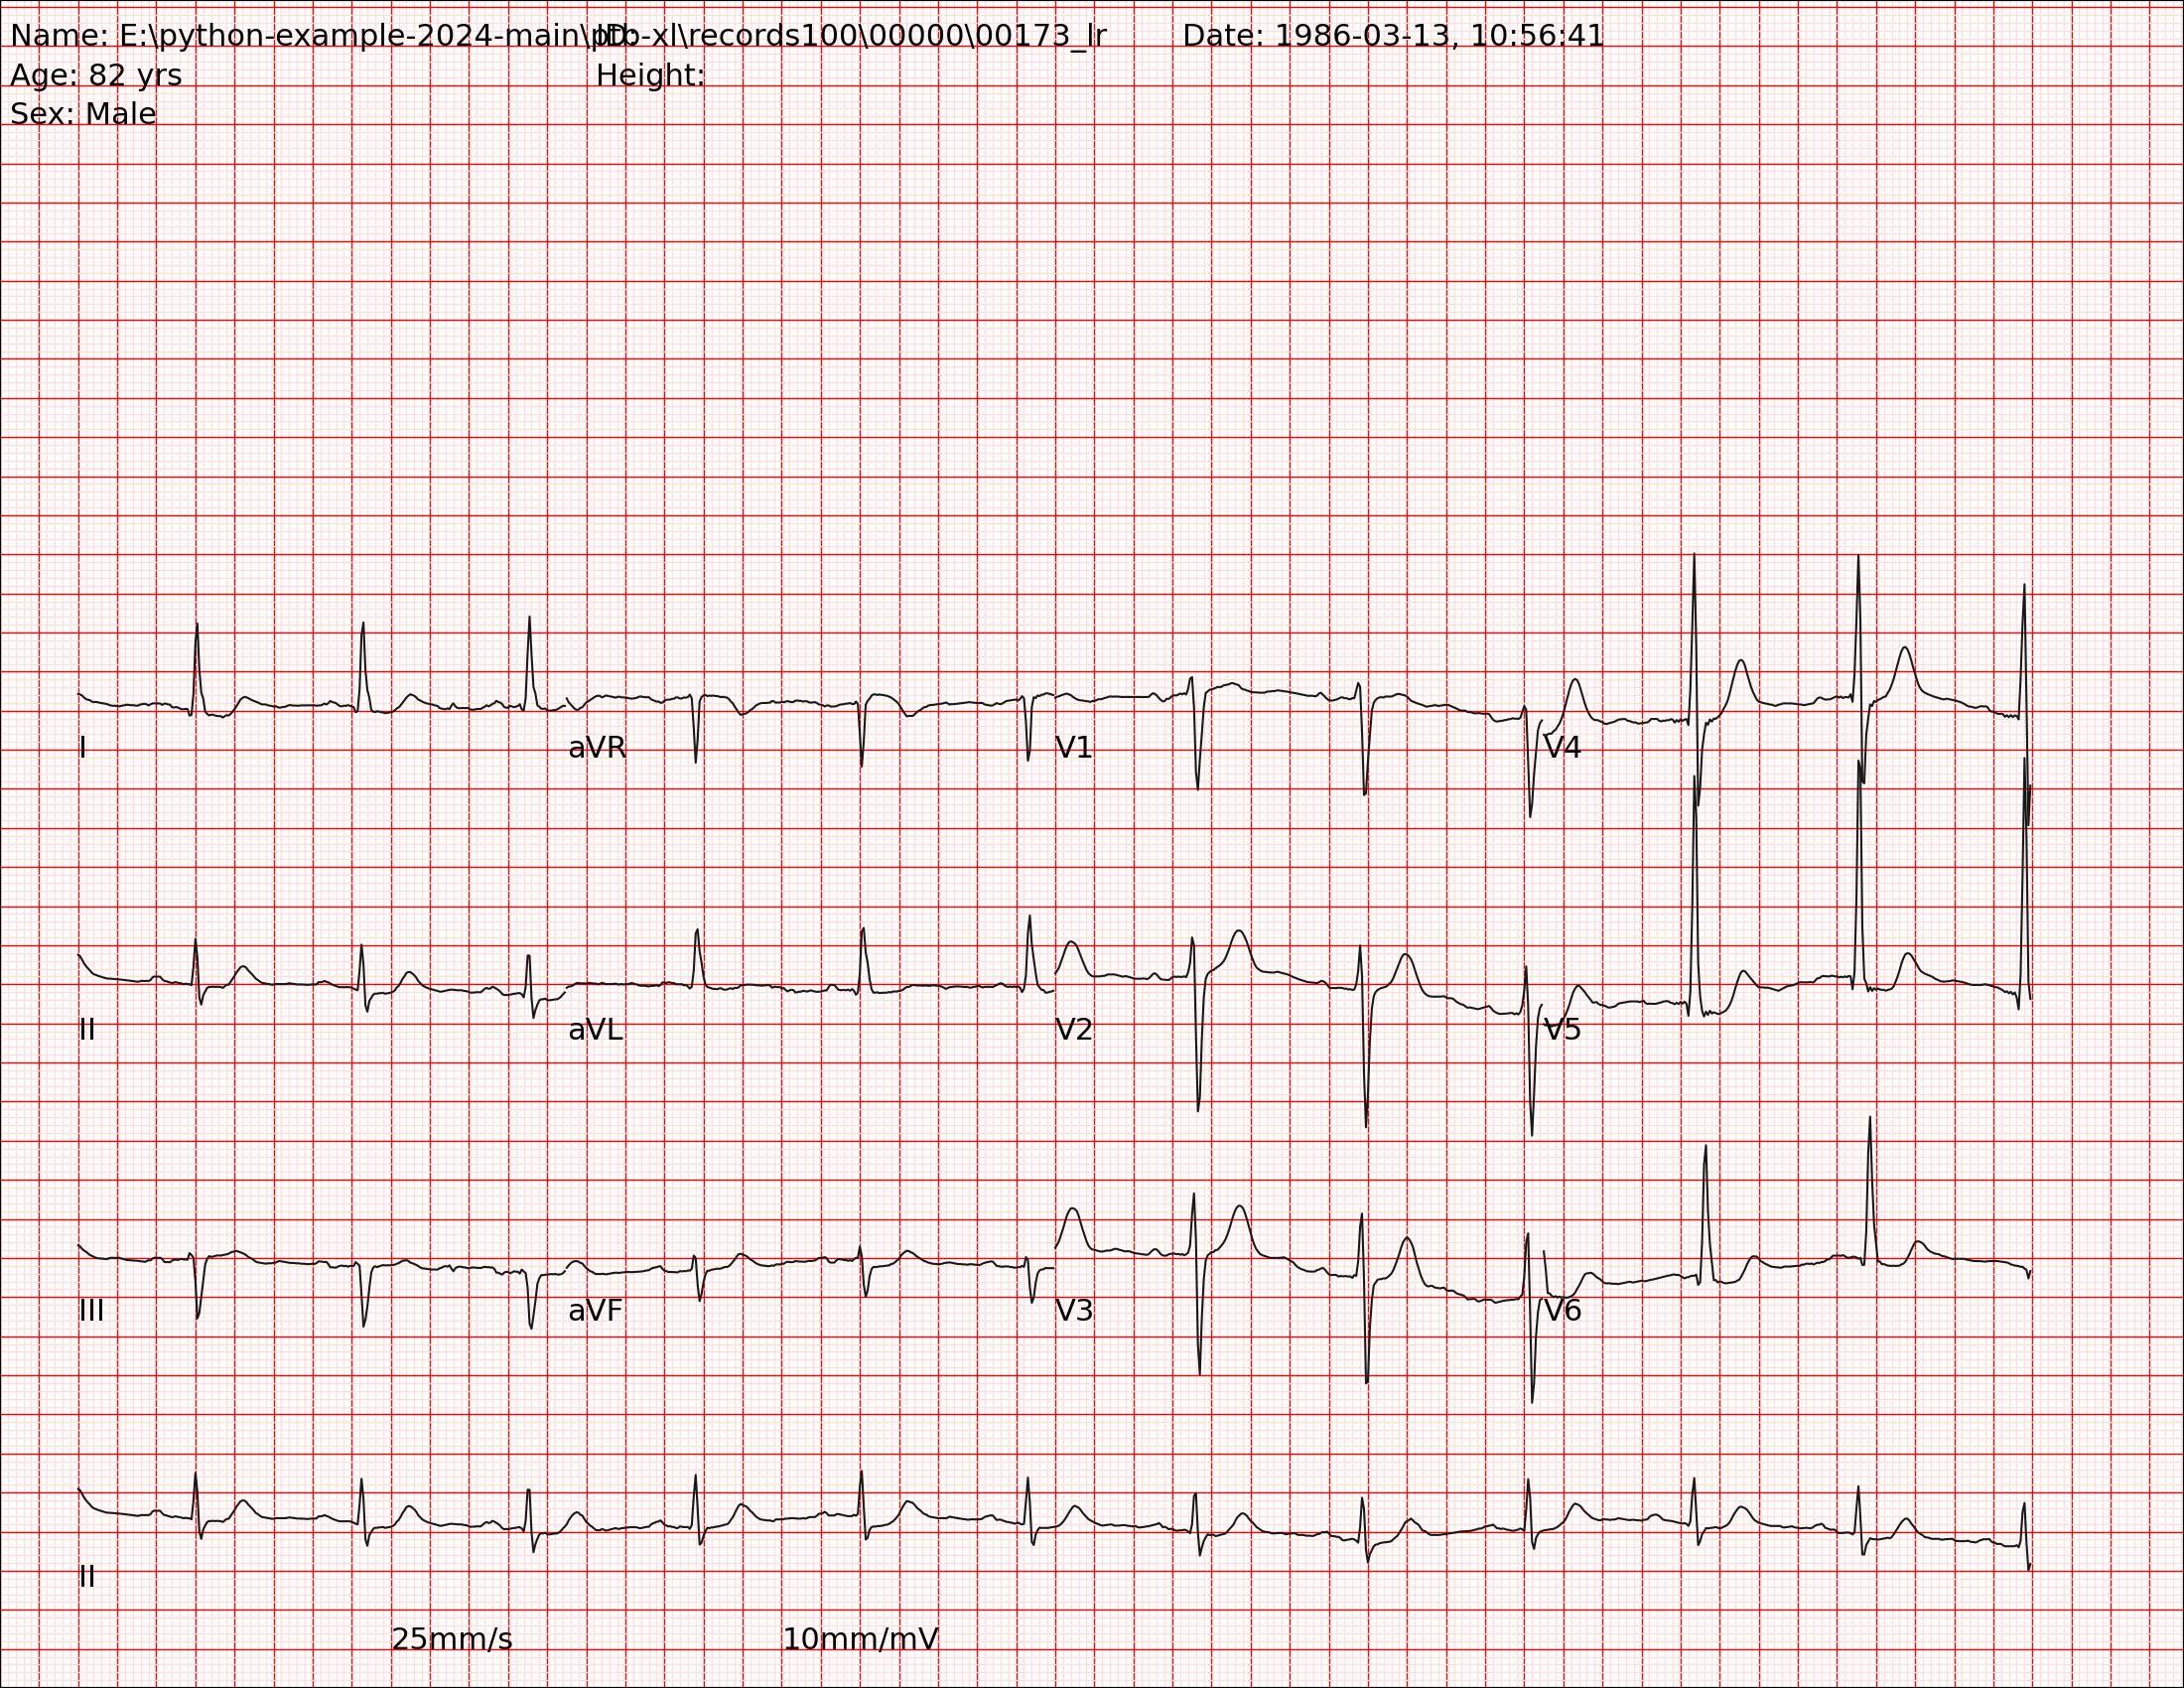 Name: E:\python-example-2024-main\ptb-xl\records100\00000\00173_lr ID: Date: 1986-03-13, 10:56:41
Age: 82 yrs Height:
Sex: Male
I aVR V1 V4
II aVL V2 V5
III aVF V3 V6
II
25mm/s 10mm/mV